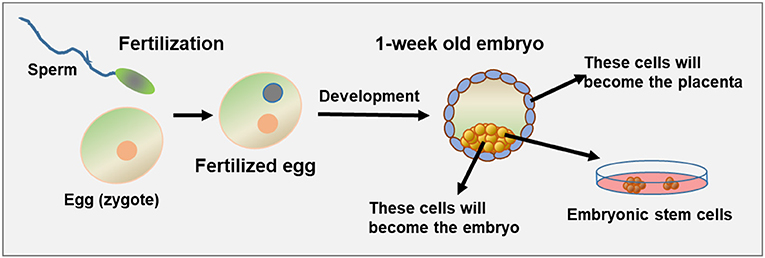 Fertilization
Sperm
Egg (zygote)
Fertilized egg
Development
1-week old embryo
These cells will
become the placenta
These cells will
become the embryo
Embryonic stem cells